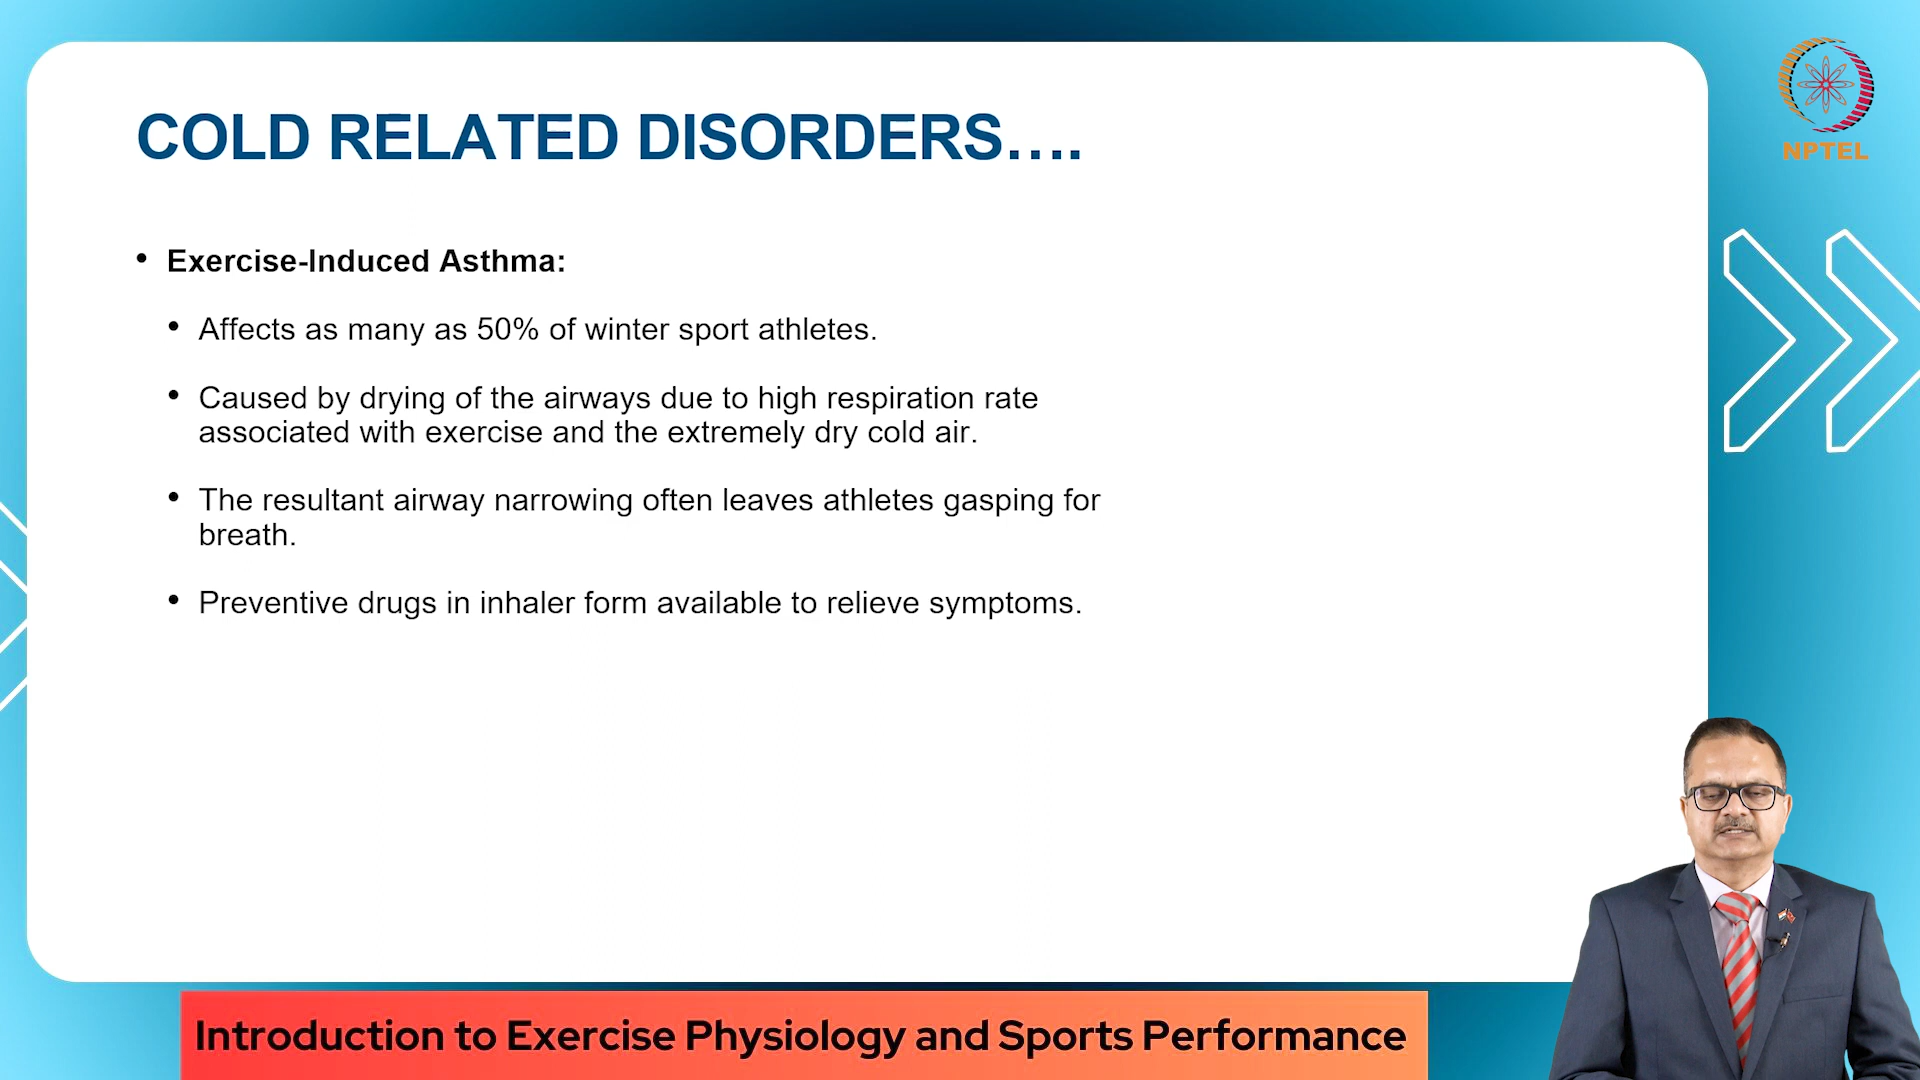 COLD RELATED DISORDERS....
NPTEL
• Exercise-Induced Asthma:
• Affects as many as 50% of winter sport athletes.
• Caused by drying of the airways due to high respiration rate
associated with exercise and the extremely dry cold air.
• The resultant airway narrowing often leaves athletes gasping for
breath.
• Preventive drugs in inhaler form available to relieve symptoms.
Introduction to Exercise Physiology and Sports Performance